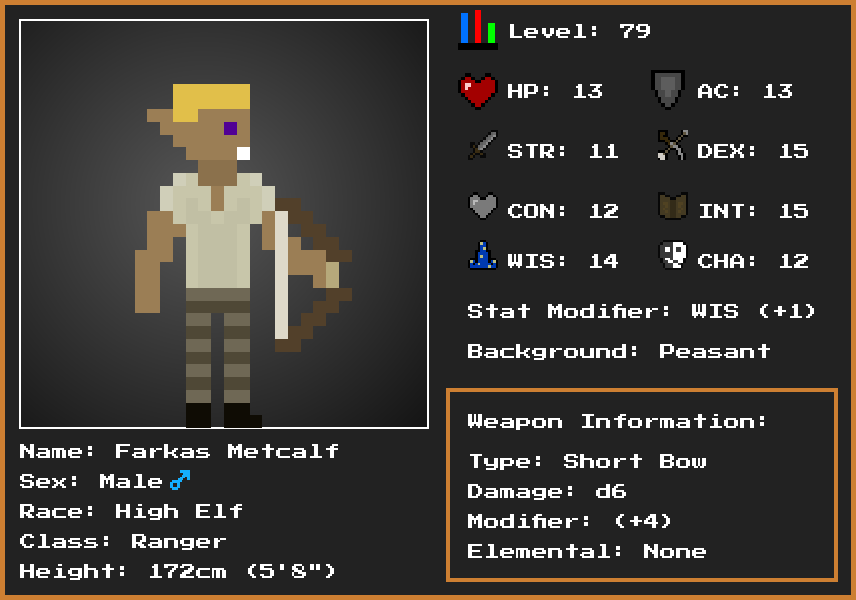 Level: 79
HP: 13 AC: 13
STR: 11 DEX: 15
CON: 12 INT: 15
WIS: 14 CHA: 12
Stat Modifier: WIS (+1)
Background: Peasant
Weapon Information:
Type: Short Bow
Damage: d6
Modifier: (+4)
Elemental: None
Name: Farkas Metcalf
Sex: Male♂
Race: High Elf
Class: Ranger
Height: 172cm (5'8")